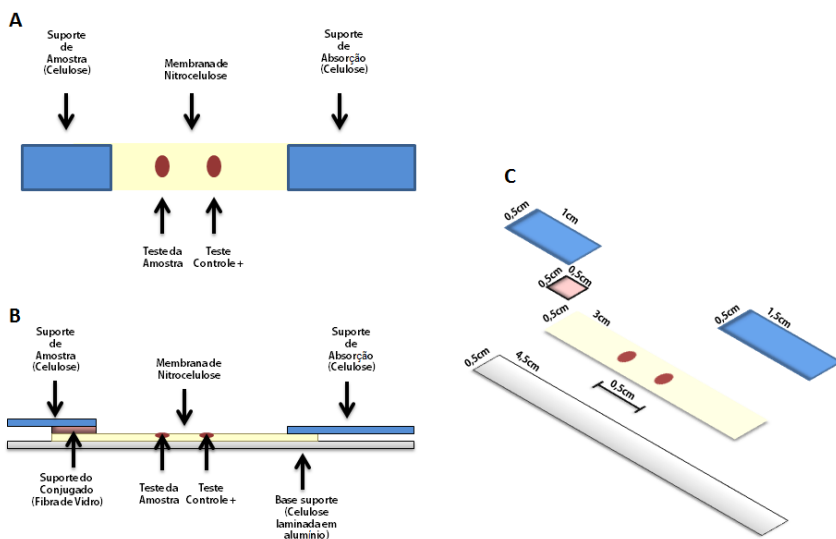 A
Suporte
de
Amostra
(Celulose)
Membrana de
Nitrocelulose
Suporte
de
Absorção
(Celulose)
Teste da
Amostra
Teste
Controle +
B
Suporte
de
Amostra
(Celulose)
Membrana de
Nitrocelulose
Suporte
de
Absorção
(Celulose)
Suporte do
Conjugado
(Fibra de Vidro)
Teste da
Amostra
Teste
Controle +
Base suporte
(Celulose
laminada em
alumínio)
C
0,5cm
1cm
0,5cm
0,5cm
0,5cm
3cm
0,5cm
1,5cm
0,5cm
4,5cm
0,5cm